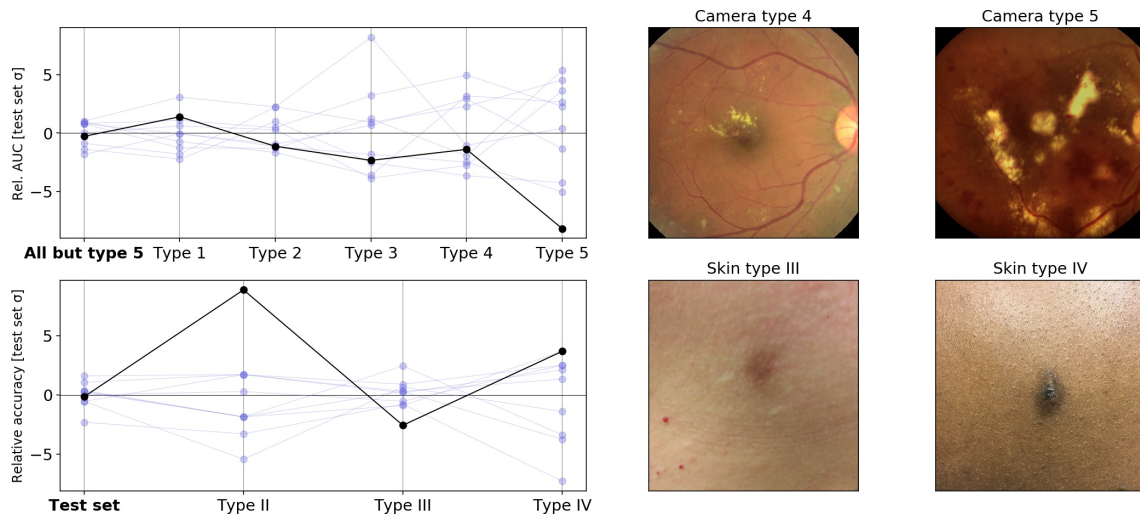 Camera type 4
Camera type 5
Rel. AUC [test set σ]
5
0
−5
All but type 5 Type 1 Type 2 Type 3 Type 4 Type 5
Skin type III
Skin type IV
Relative accuracy [test set σ]
5
0
−5
Test set Type II Type III Type IV